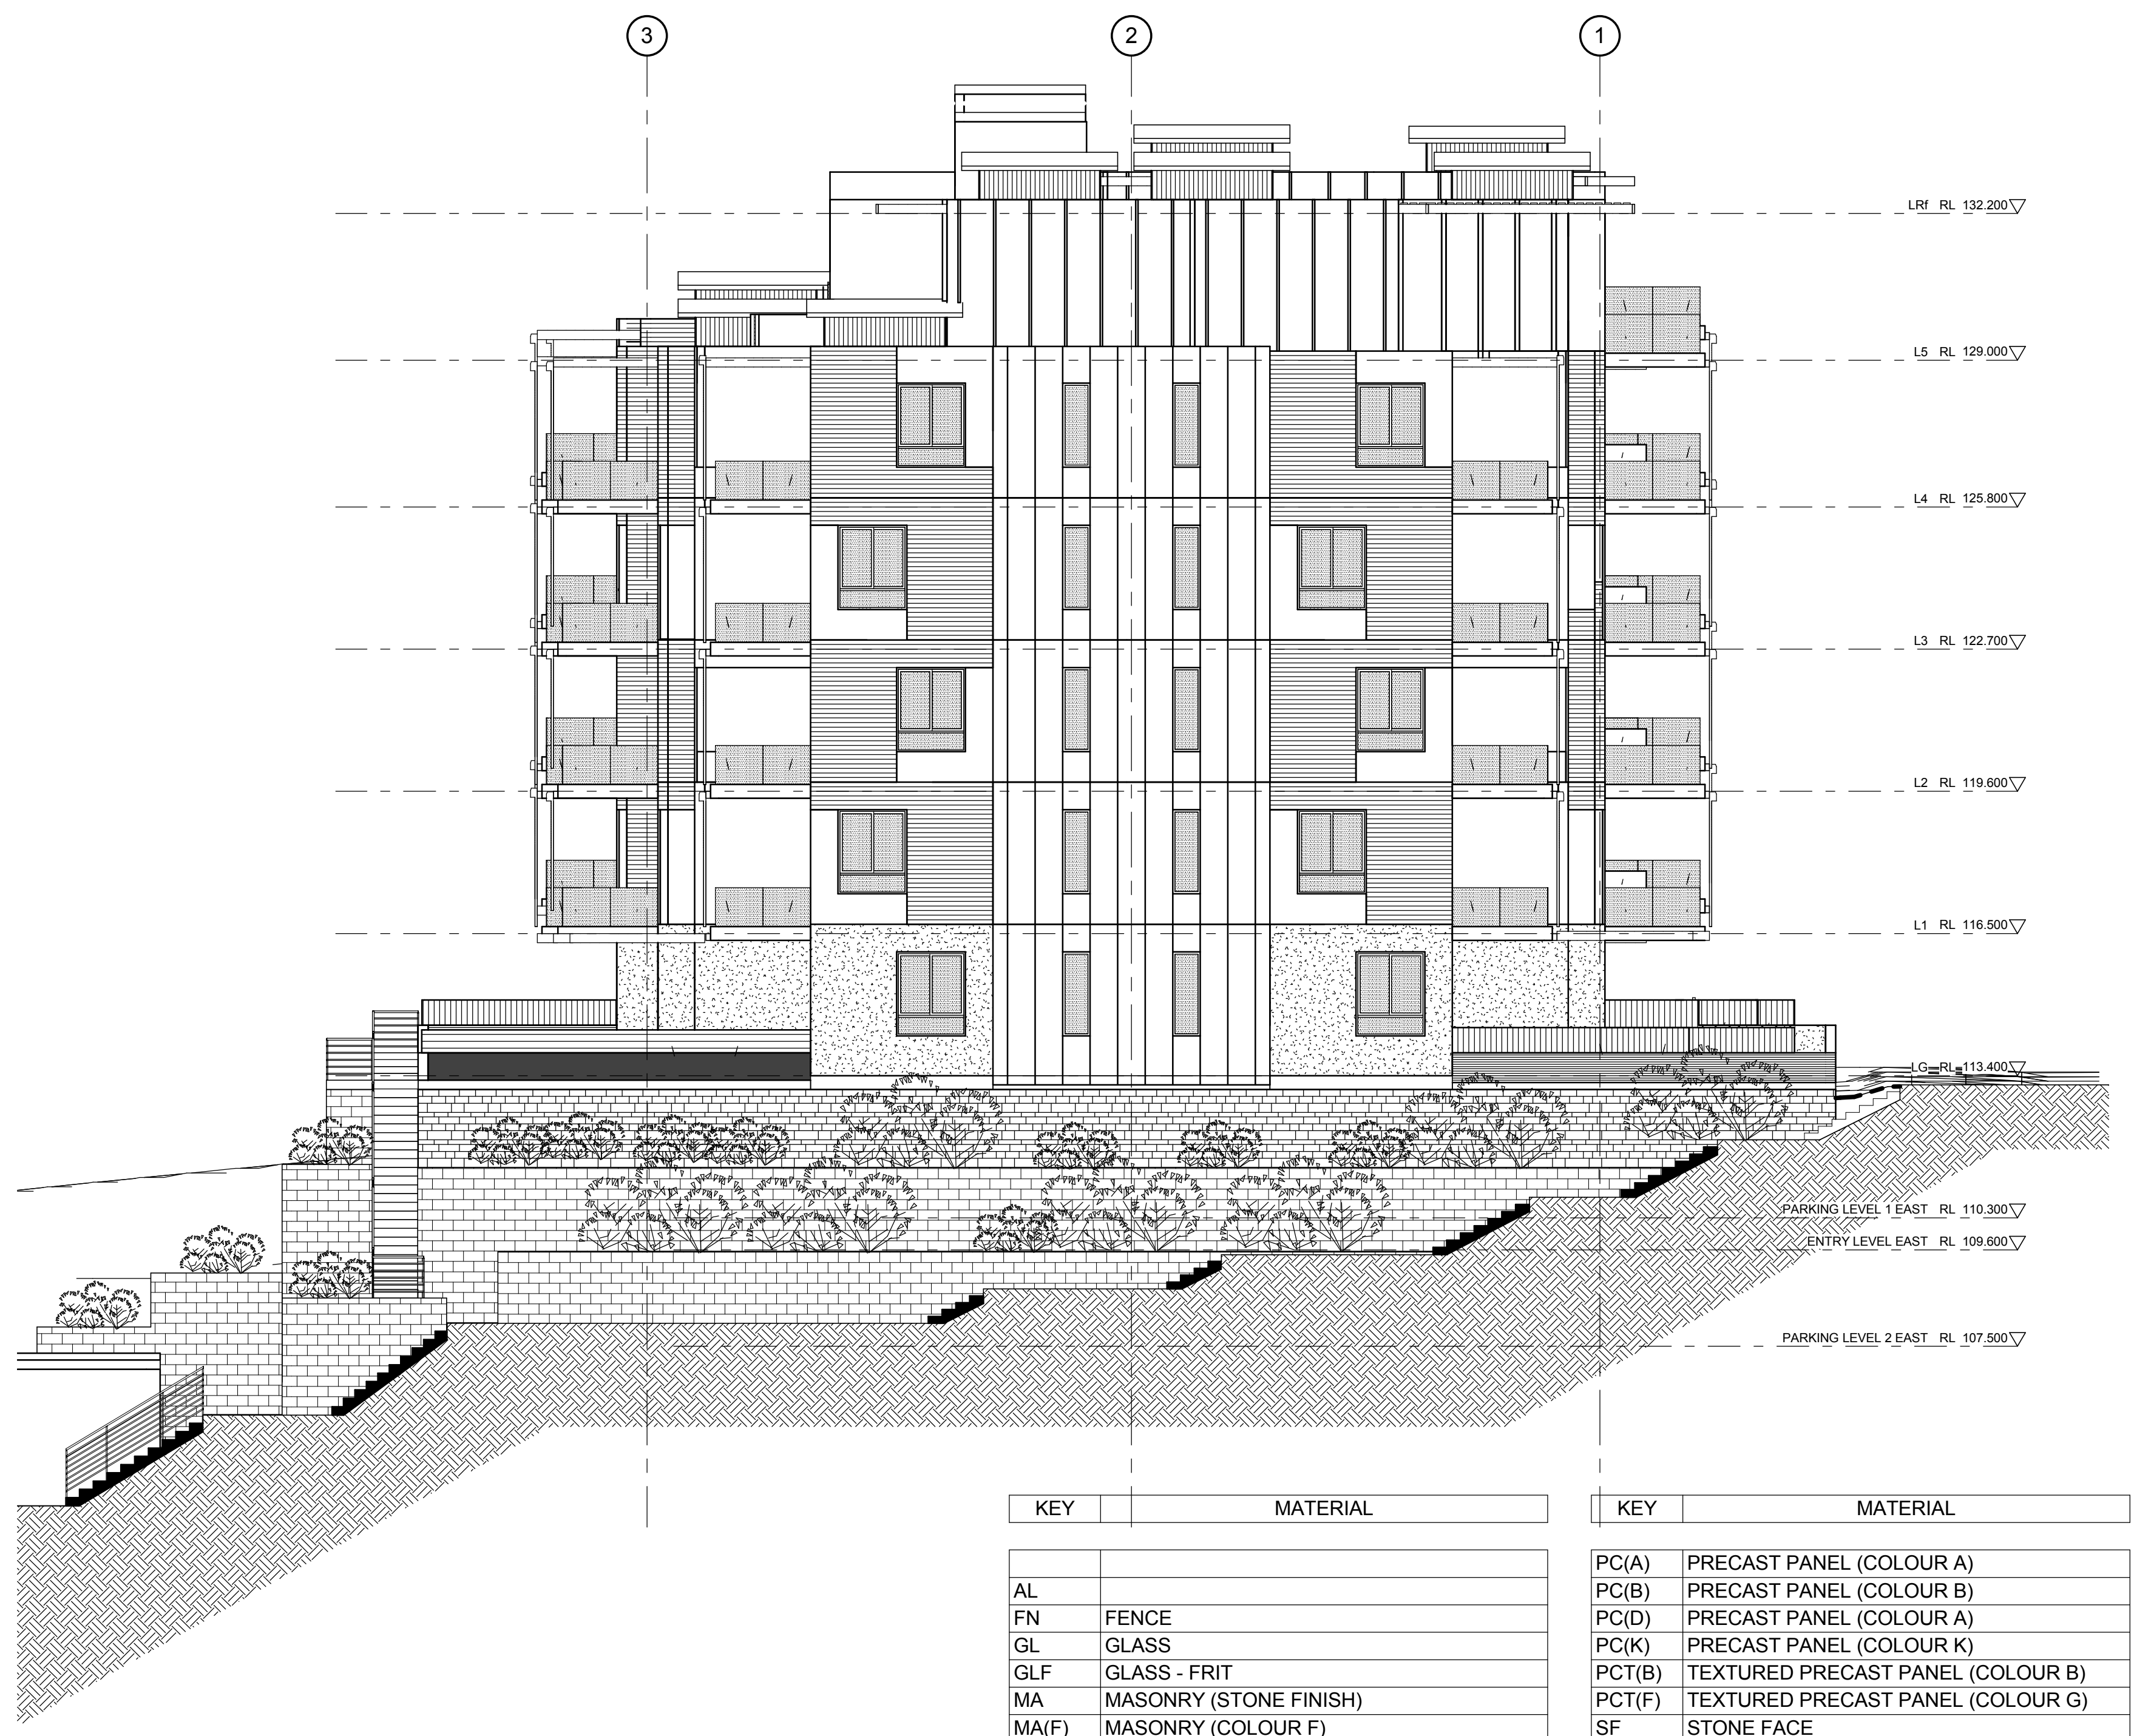 3 2 1
LRf RL 132.200
L5 RL 129.000
L4 RL 125.800
L3 RL 122.700
L2 RL 119.600
L1 RL 116.500
LG RL 113.400
PARKING LEVEL 1 EAST RL 110.300
ENTRY LEVEL EAST RL 109.600
PARKING LEVEL 2 EAST RL 107.500
KEY MATERIAL
AL
FN FENCE
GL GLASS
GLF GLASS - FRIT
MA MASONRY (STONE FINISH)
MA(F) MASONRY (COLOUR F)
KEY MATERIAL
PC(A) PRECAST PANEL (COLOUR A)
PC(B) PRECAST PANEL (COLOUR B)
PC(D) PRECAST PANEL (COLOUR A)
PC(K) PRECAST PANEL (COLOUR K)
PCT(B) TEXTURED PRECAST PANEL (COLOUR B)
PCT(F) TEXTURED PRECAST PANEL (COLOUR G)
SF STONE FACE